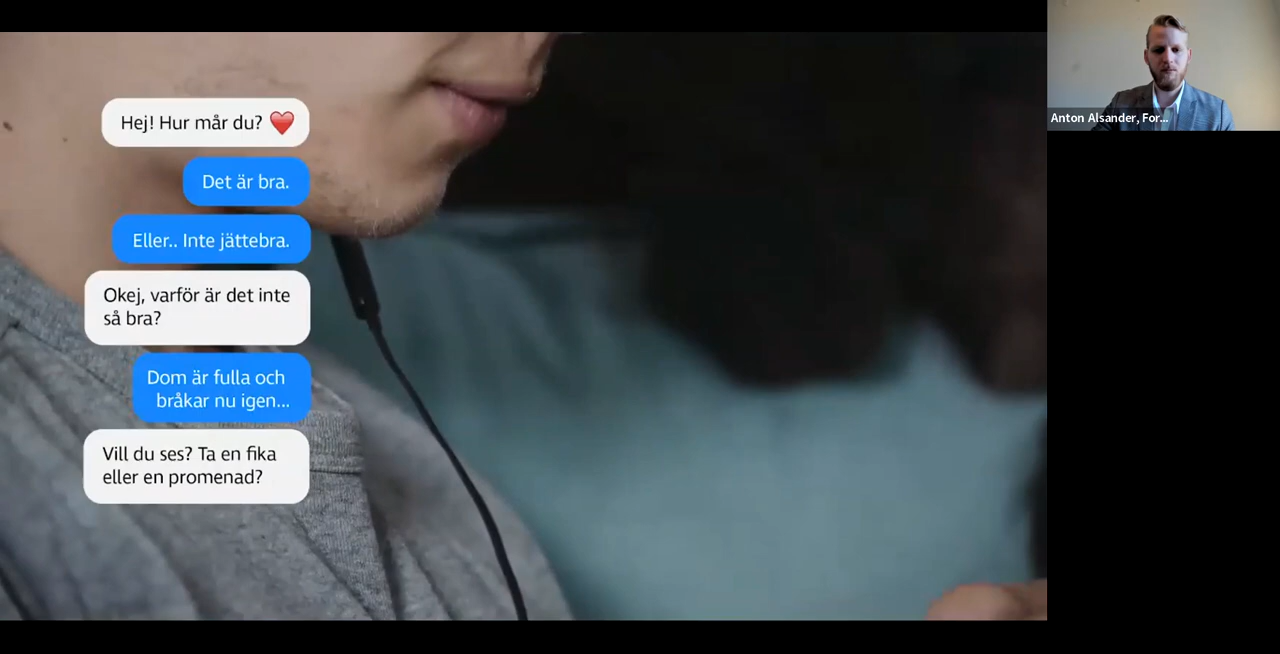 Hej! Hur mår du? ❤️
Det är bra.
Eller.. Inte jättebra.
Okej, varför är det inte
så bra?
Dom är fulla och
bråkar nu igen...
Vill du ses? Ta en fika
eller en promenad?
Anton Alsander, For...